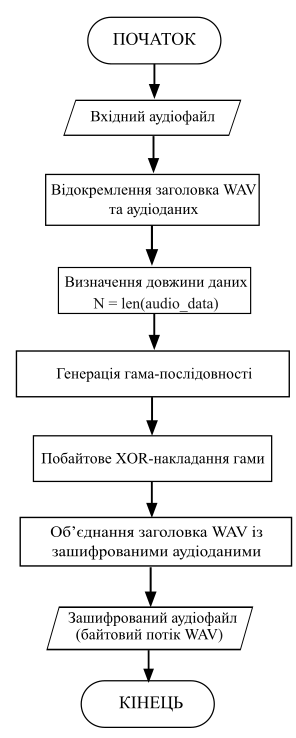 ПОЧАТОК
Вхідний аудіофайл
Відокремлення заголовка WAV
та аудіоданих
Визначення довжини даних
N = len(audio_data)
Генерація гама-послідовності
Побайтове XOR-накладання гами
Об’єднання заголовка WAV із
зашифрованими аудіоданими
Зашифрований аудіофайл
(байтовий потік WAV)
КІНЕЦЬ